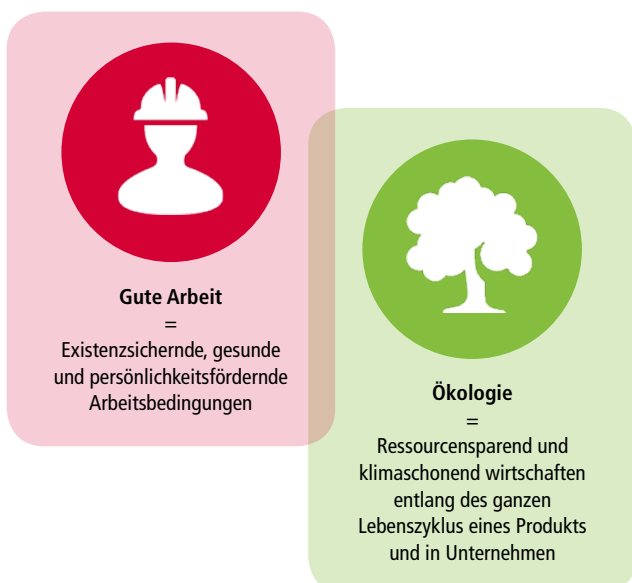 Gute Arbeit
=
Existenzsichernde, gesunde
und persönlichkeitsfördernde
Arbeitsbedingungen
Ökologie
=
Ressourcensparend und
klimaschonend wirtschaften
entlang des ganzen
Lebenszyklus eines Produkts
und in Unternehmen